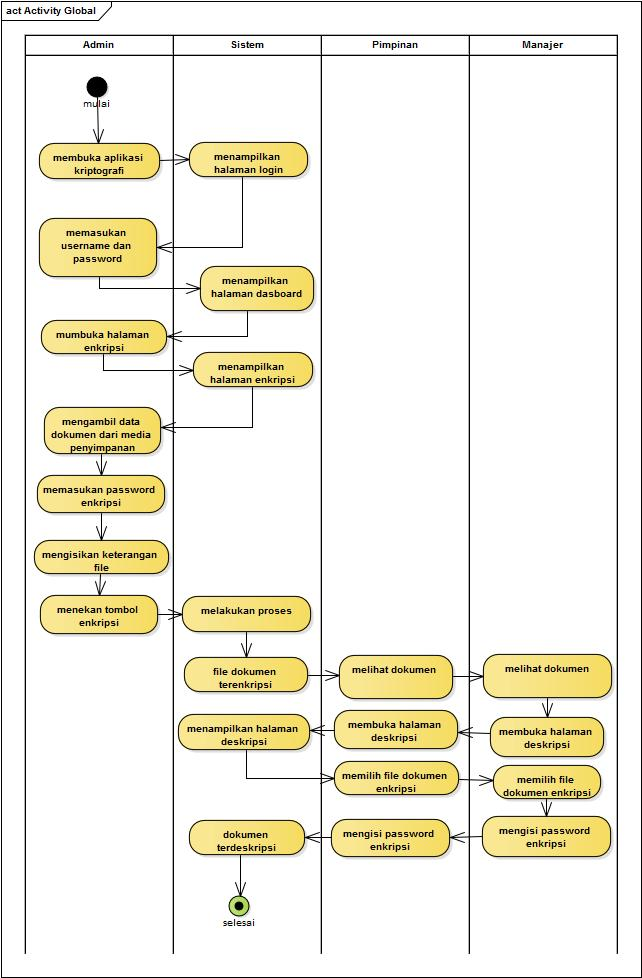 act Activity Global
Admin
Sistem
Pimpinan
Manajer
mulai
membuka aplikasi
kriptografi
menampilkan
halaman login
memasukan
username dan
password
menampilkan
halaman dasboard
mumbuka halaman
enkripsi
menampilkan
halaman enkripsi
mengambil data
dokumen dari media
penyimpanan
memasukan password
enkripsi
mengisikan keterangan
file
menekan tombol
enkripsi
melakukan proses
file dokumen
terenkripsi
melihat dokumen
melihat dokumen
menampilkan halaman
deskripsi
membuka halaman
deskripsi
membuka halaman
deskripsi
memilih file dokumen
enkripsi
memilih file
dokumen enkripsi
dokumen
terdeskripsi
mengisi password
enkripsi
mengisi password
enkripsi
selesai